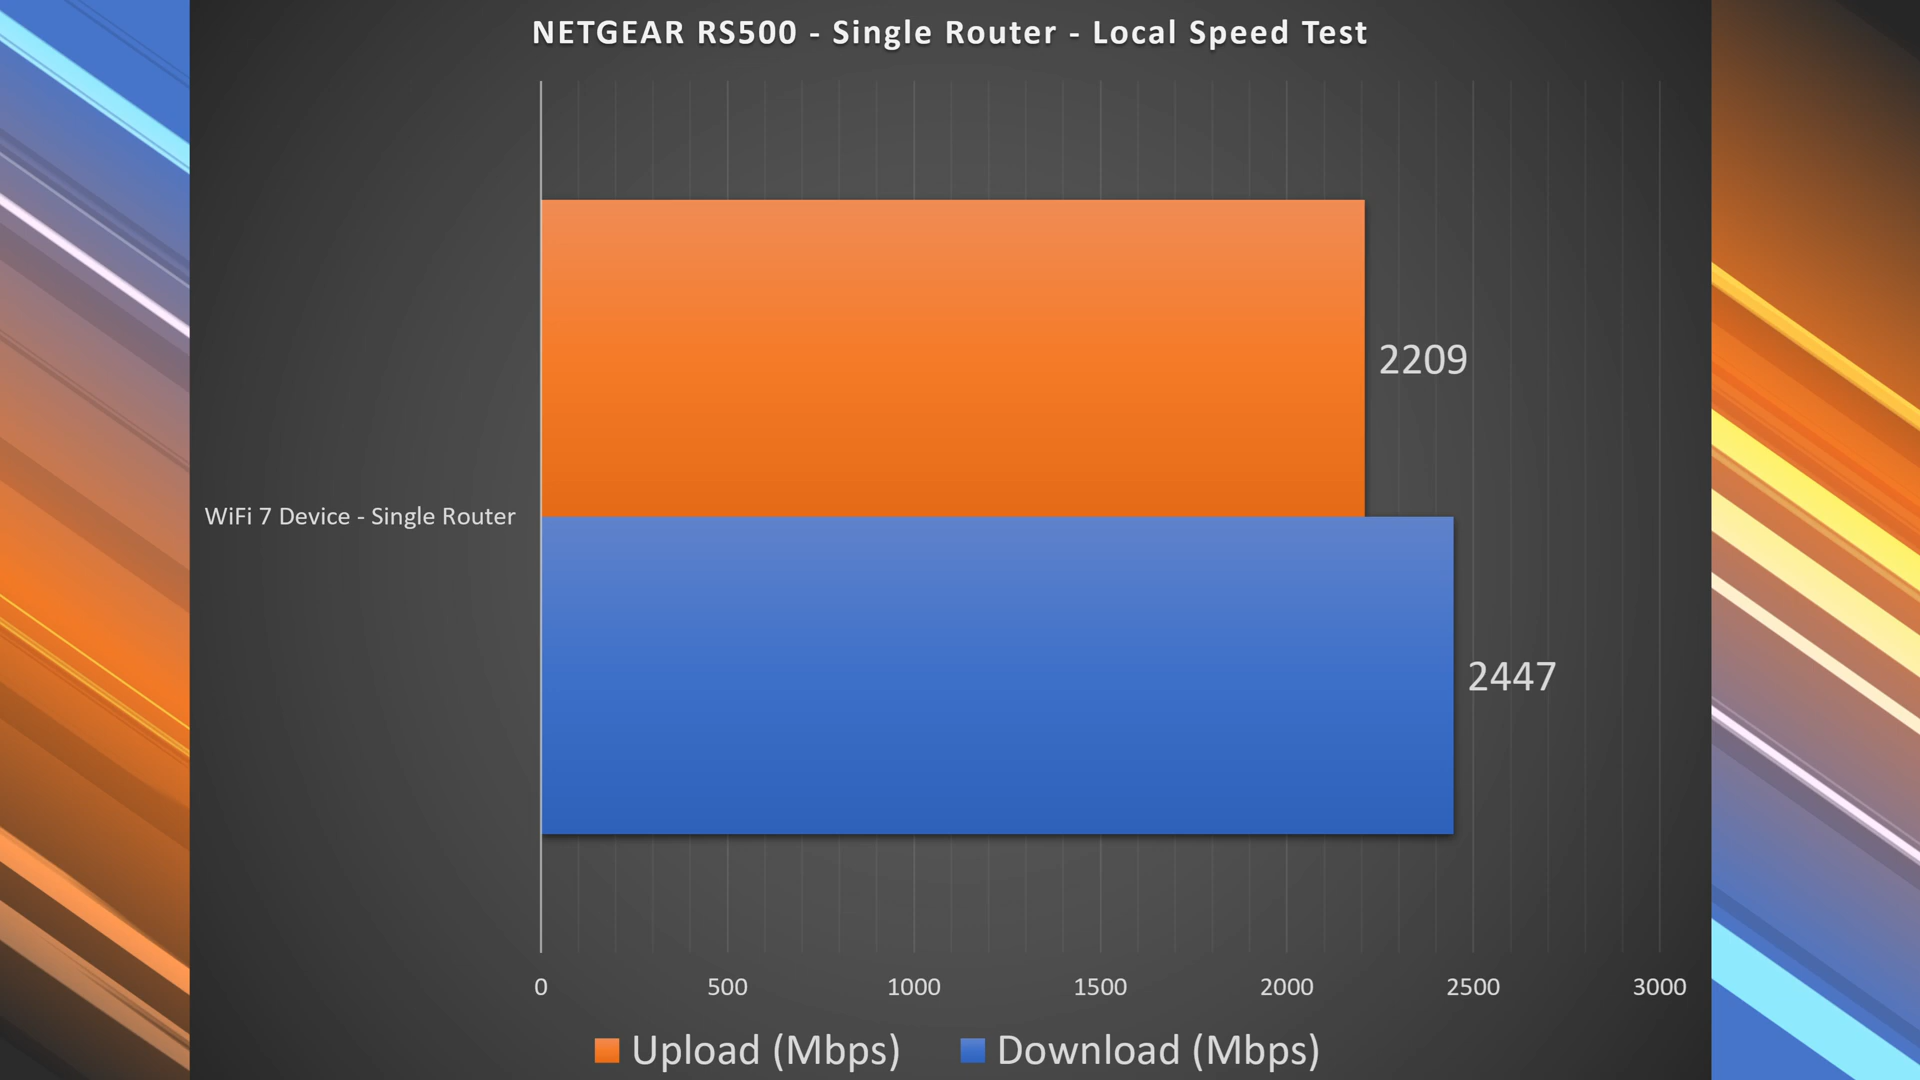 NETGEAR RS500 - Single Router - Local Speed Test
2209
WiFi 7 Device - Single Router
2447
0 500 1000 1500 2000 2500 3000
Upload (Mbps) Download (Mbps)